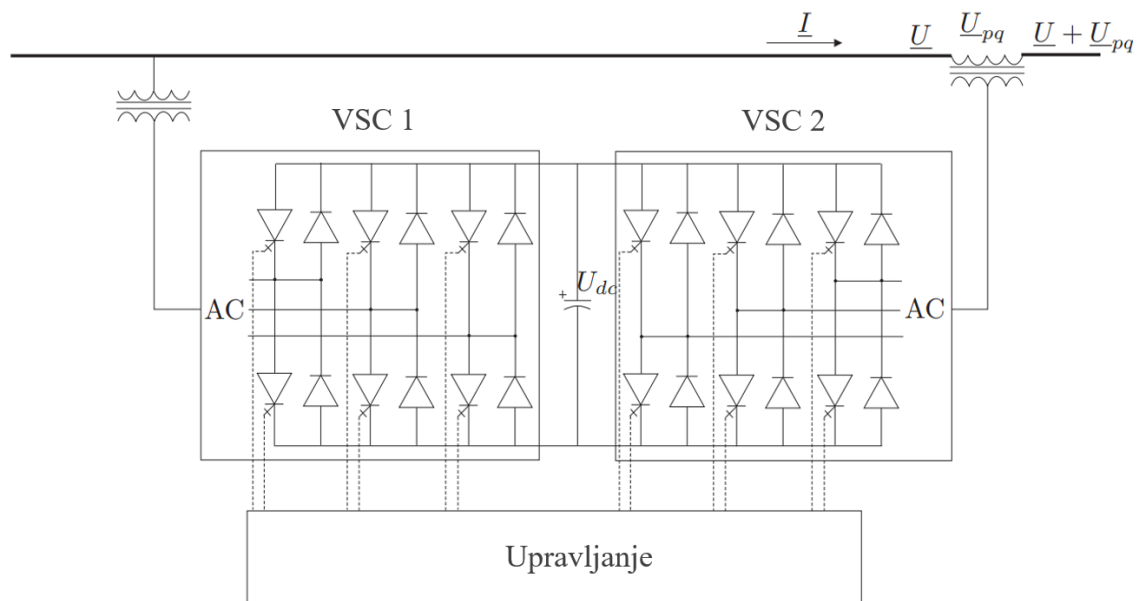 I
U
U_pq
U + U_pq
VSC 1
VSC 2
AC
+
U_dc
AC
Upravljanje